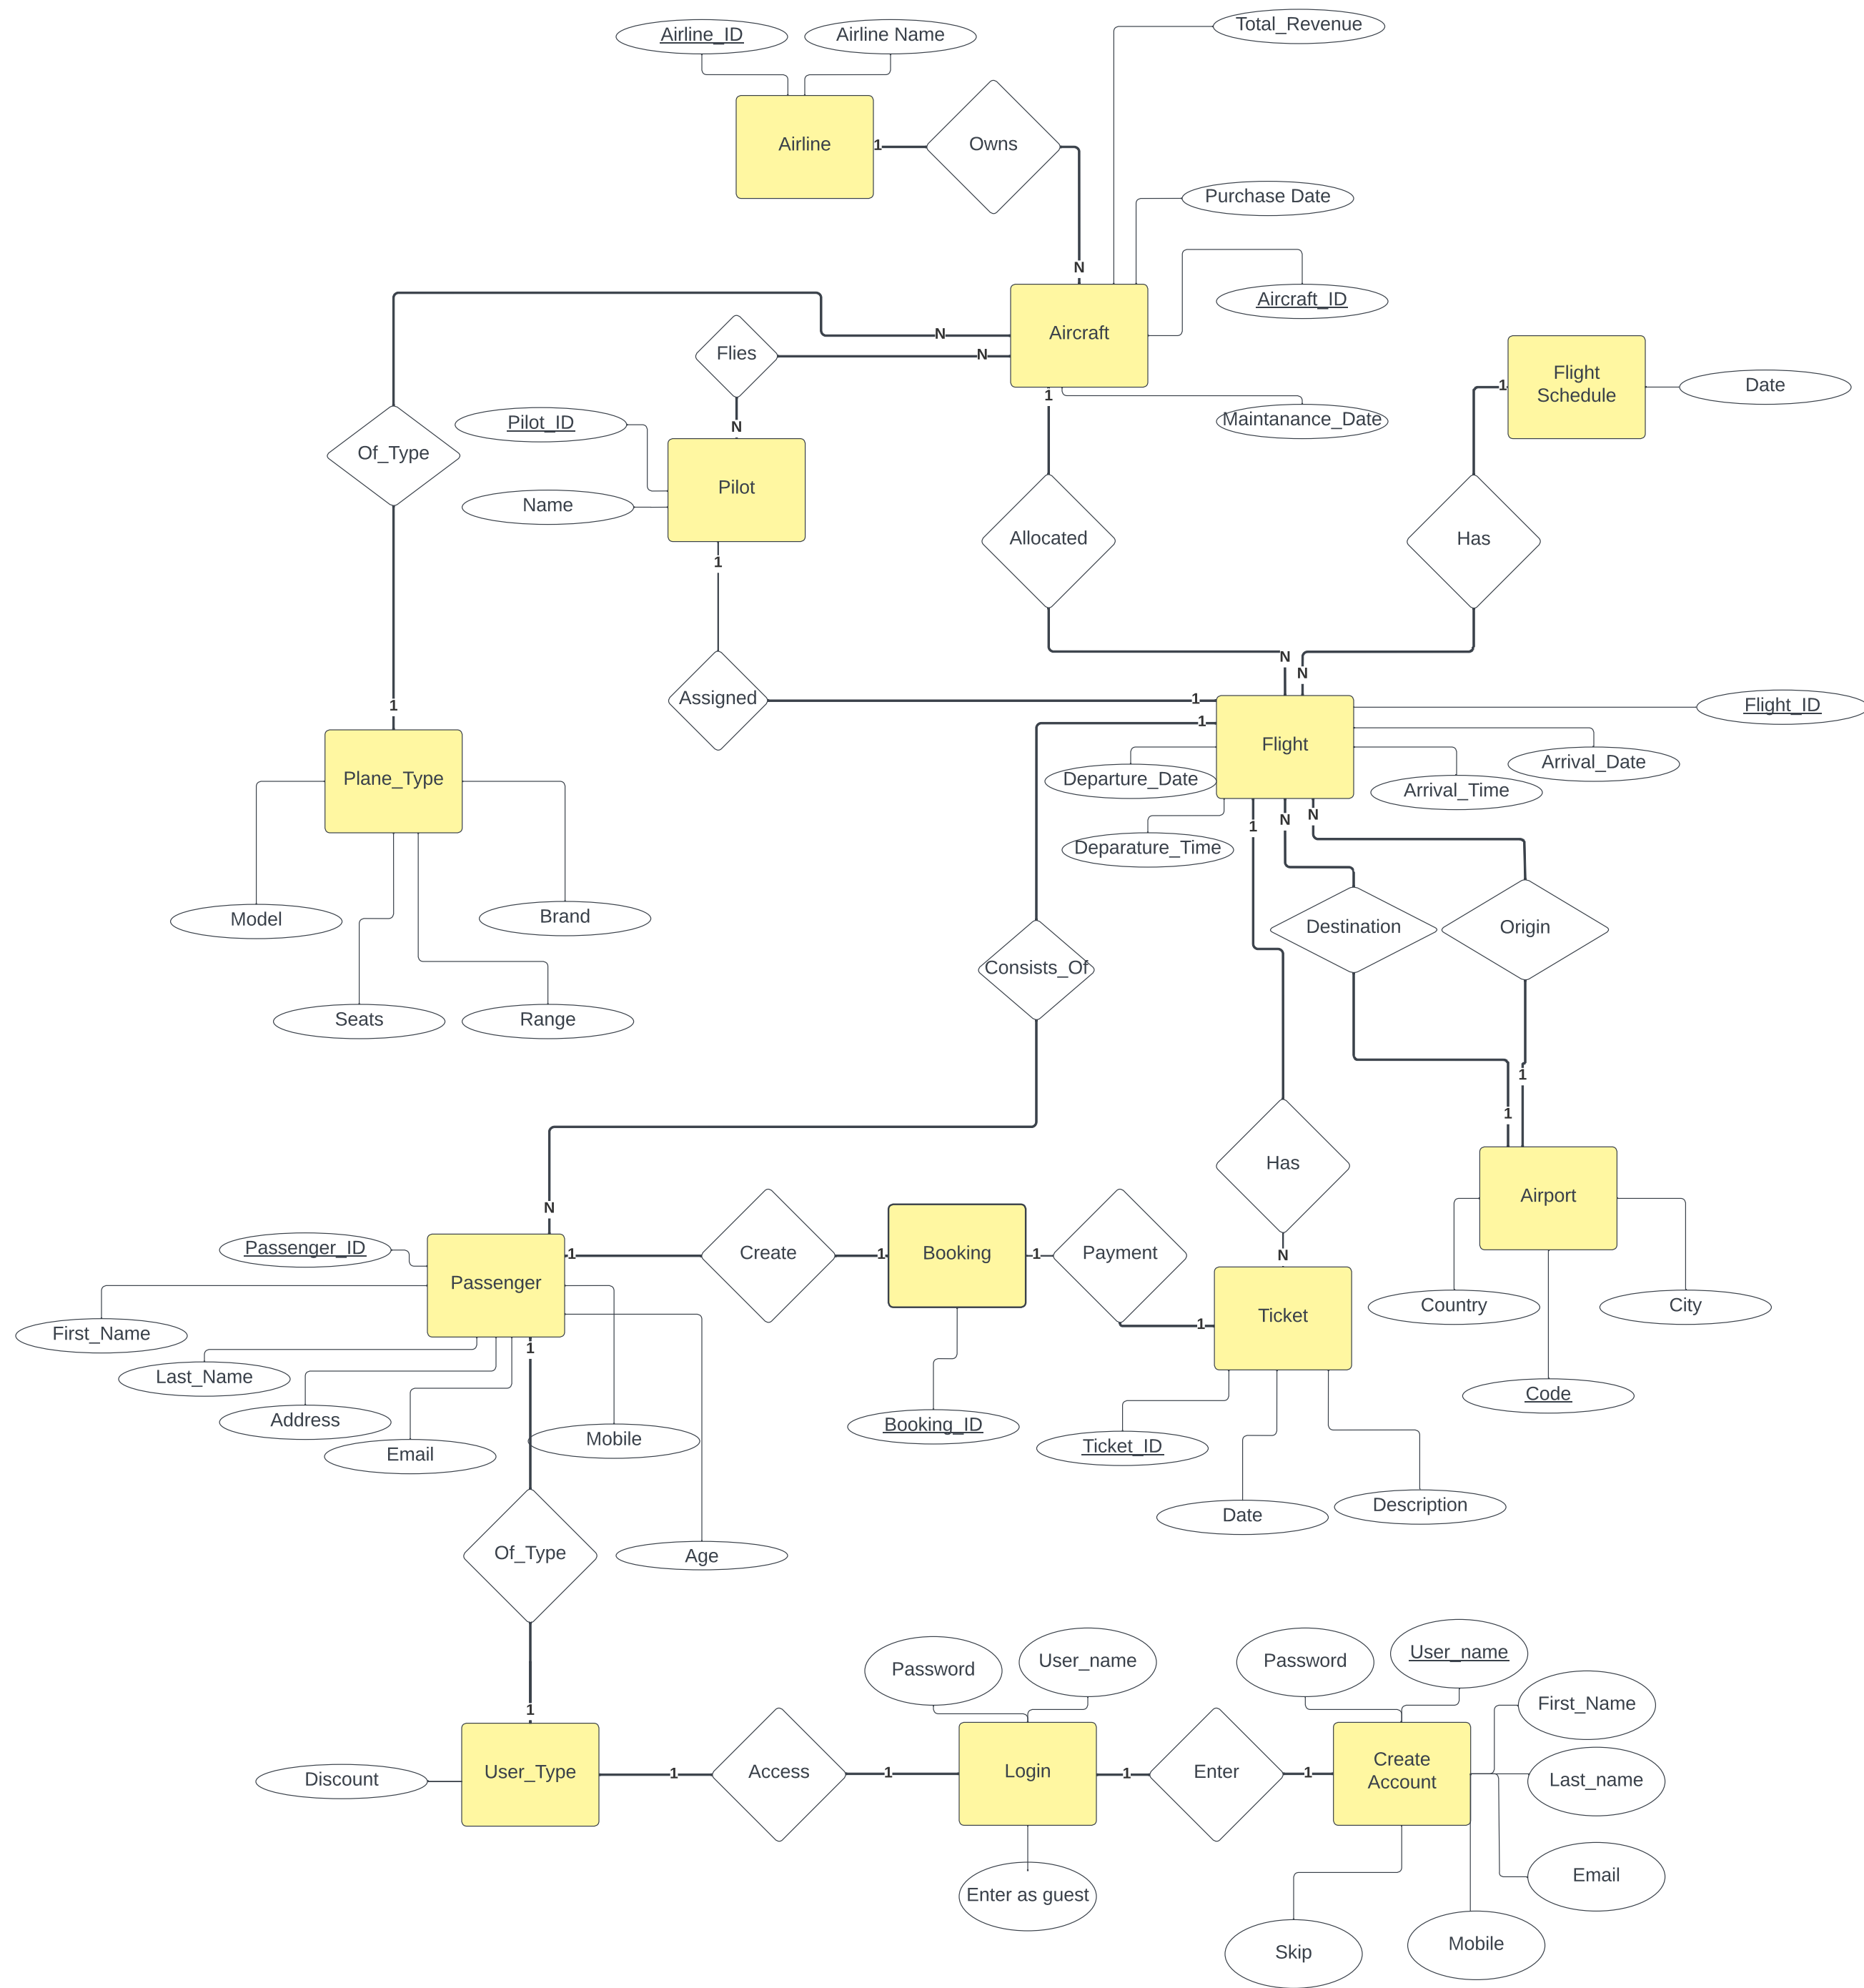 Total_Revenue
Airline_ID
Airline Name
Airline
1
Owns
Purchase Date
N
Aircraft_ID
Aircraft
N
Flies
N
1
Maintanance_Date
Flight
Schedule
1
Date
Pilot_ID
N
Of_Type
Pilot
Name
Allocated
Has
1
N
N
Assigned
1
1
1
Flight_ID
Flight
Plane_Type
Departure_Date
Arrival_Date
Arrival_Time
1
N
N
Deparature_Time
Model
Brand
Destination
Origin
Consists_Of
Seats
Range
1
1
Has
N
Airport
Passenger_ID
1
Create
1
Booking
1
Payment
N
Passenger
Ticket
1
Country
City
First_Name
1
Last_Name
Code
Address
Booking_ID
Email
Mobile
Ticket_ID
Date
Description
Of_Type
Age
Password
User_name
Password
User_name
First_Name
1
Discount
User_Type
1
Access
1
Login
1
Enter
1
Create
Account
Last_name
Enter as guest
Email
Skip
Mobile